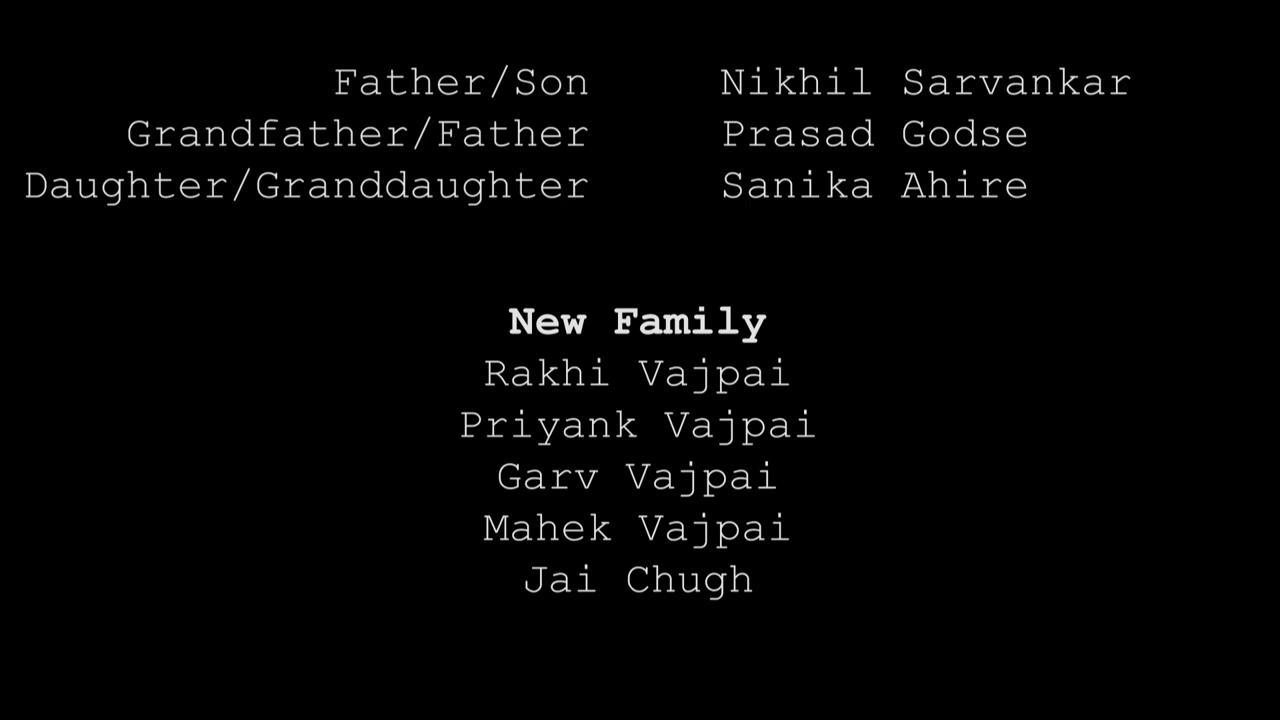 Father/Son Nikhil Sarvankar
Grandfather/Father Prasad Godse
Daughter/Granddaughter Sanika Ahire
New Family
Rakhi Vajpai
Priyank Vajpai
Garv Vajpai
Mahek Vajpai
Jai Chugh